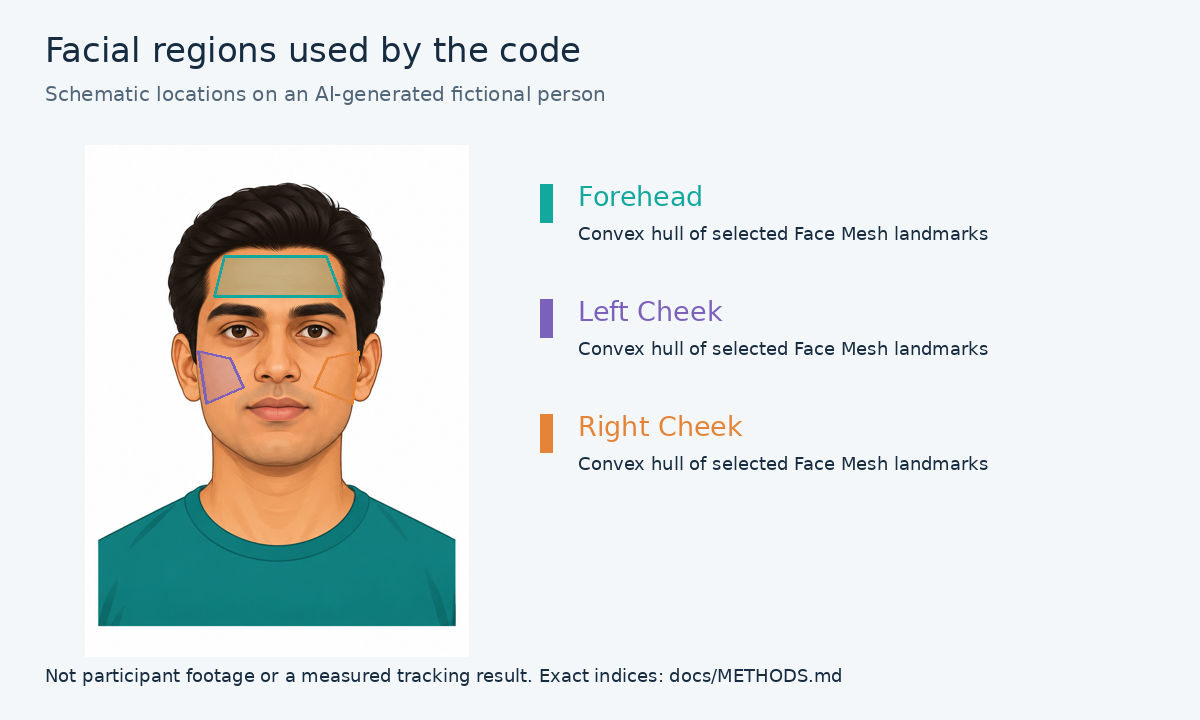 Facial regions used by the code
Schematic locations on an AI-generated fictional person
Forehead
Convex hull of selected Face Mesh landmarks
Left Cheek
Convex hull of selected Face Mesh landmarks
Right Cheek
Convex hull of selected Face Mesh landmarks
Not participant footage or a measured tracking result. Exact indices: docs/METHODS.md